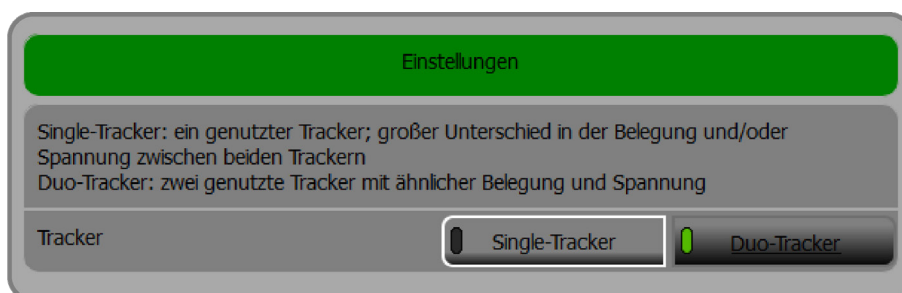 Einstellungen
Single-Tracker: ein genutzter Tracker; großer Unterschied in der Belegung und/oder
Spannung zwischen beiden Trackern
Duo-Tracker: zwei genutzte Tracker mit ähnlicher Belegung und Spannung
Tracker Single-Tracker Duo-Tracker